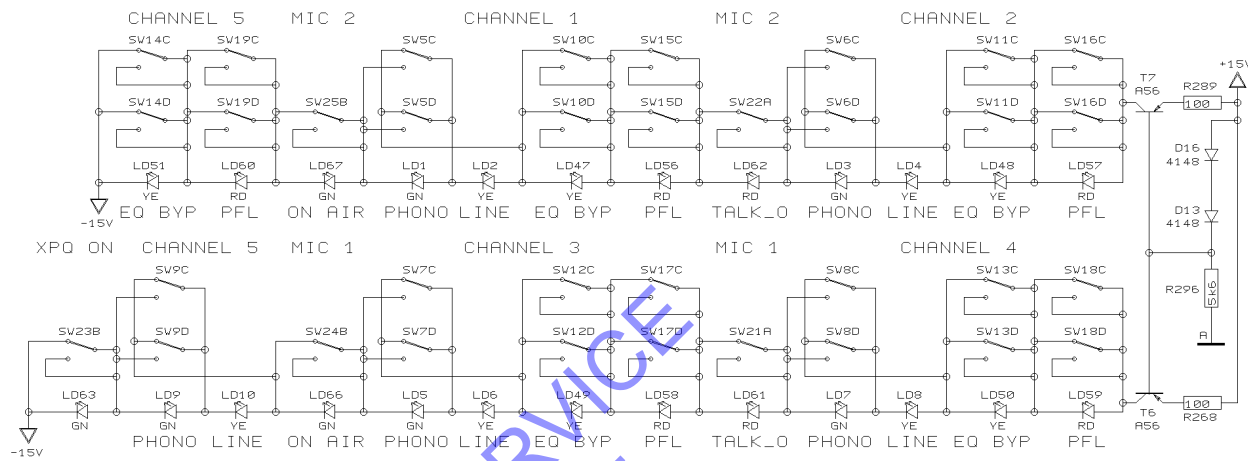 CHANNEL 5 MIC 2 CHANNEL 1 MIC 2 CHANNEL 2
SW14C SW19C SW5C SW10C SW15C SW6C SW11C SW16C
+15V
T7 R289
A56 100
SW14D SW19D SW25B SW5D SW10D SW15D SW22A SW6D SW11D SW16D
D16
4148
LD51 LD60 LD67 LD1 LD2 LD47 LD56 LD62 LD3 LD4 LD48 LD57
YE RD GN GN YE YE RD RD GN YE YE RD
-15V
EQ BYP PFL ON AIR PHONO LINE EQ BYP PFL TALK_O PHONO LINE EQ BYP PFL
D13
4148
XPQ ON CHANNEL 5 MIC 1 CHANNEL 3 MIC 1 CHANNEL 4
SW9C SW7C SW12C SW17C SW8C SW13C SW18C
R296 5k6
SW23B SW9D SW24B SW7D SW12D SW17D SW21A SW8D SW13D SW18D
A
LD63 LD9 LD10 LD66 LD5 LD6 LD49 LD58 LD61 LD7 LD8 LD50 LD59
GN GN YE GN GN YE YE RD RD GN YE YE RD
T6 100
A56 R268
-15V
PHONO LINE ON AIR PHONO LINE EQ BYP PFL TALK_O PHONO LINE EQ BYP PFL
RVICE